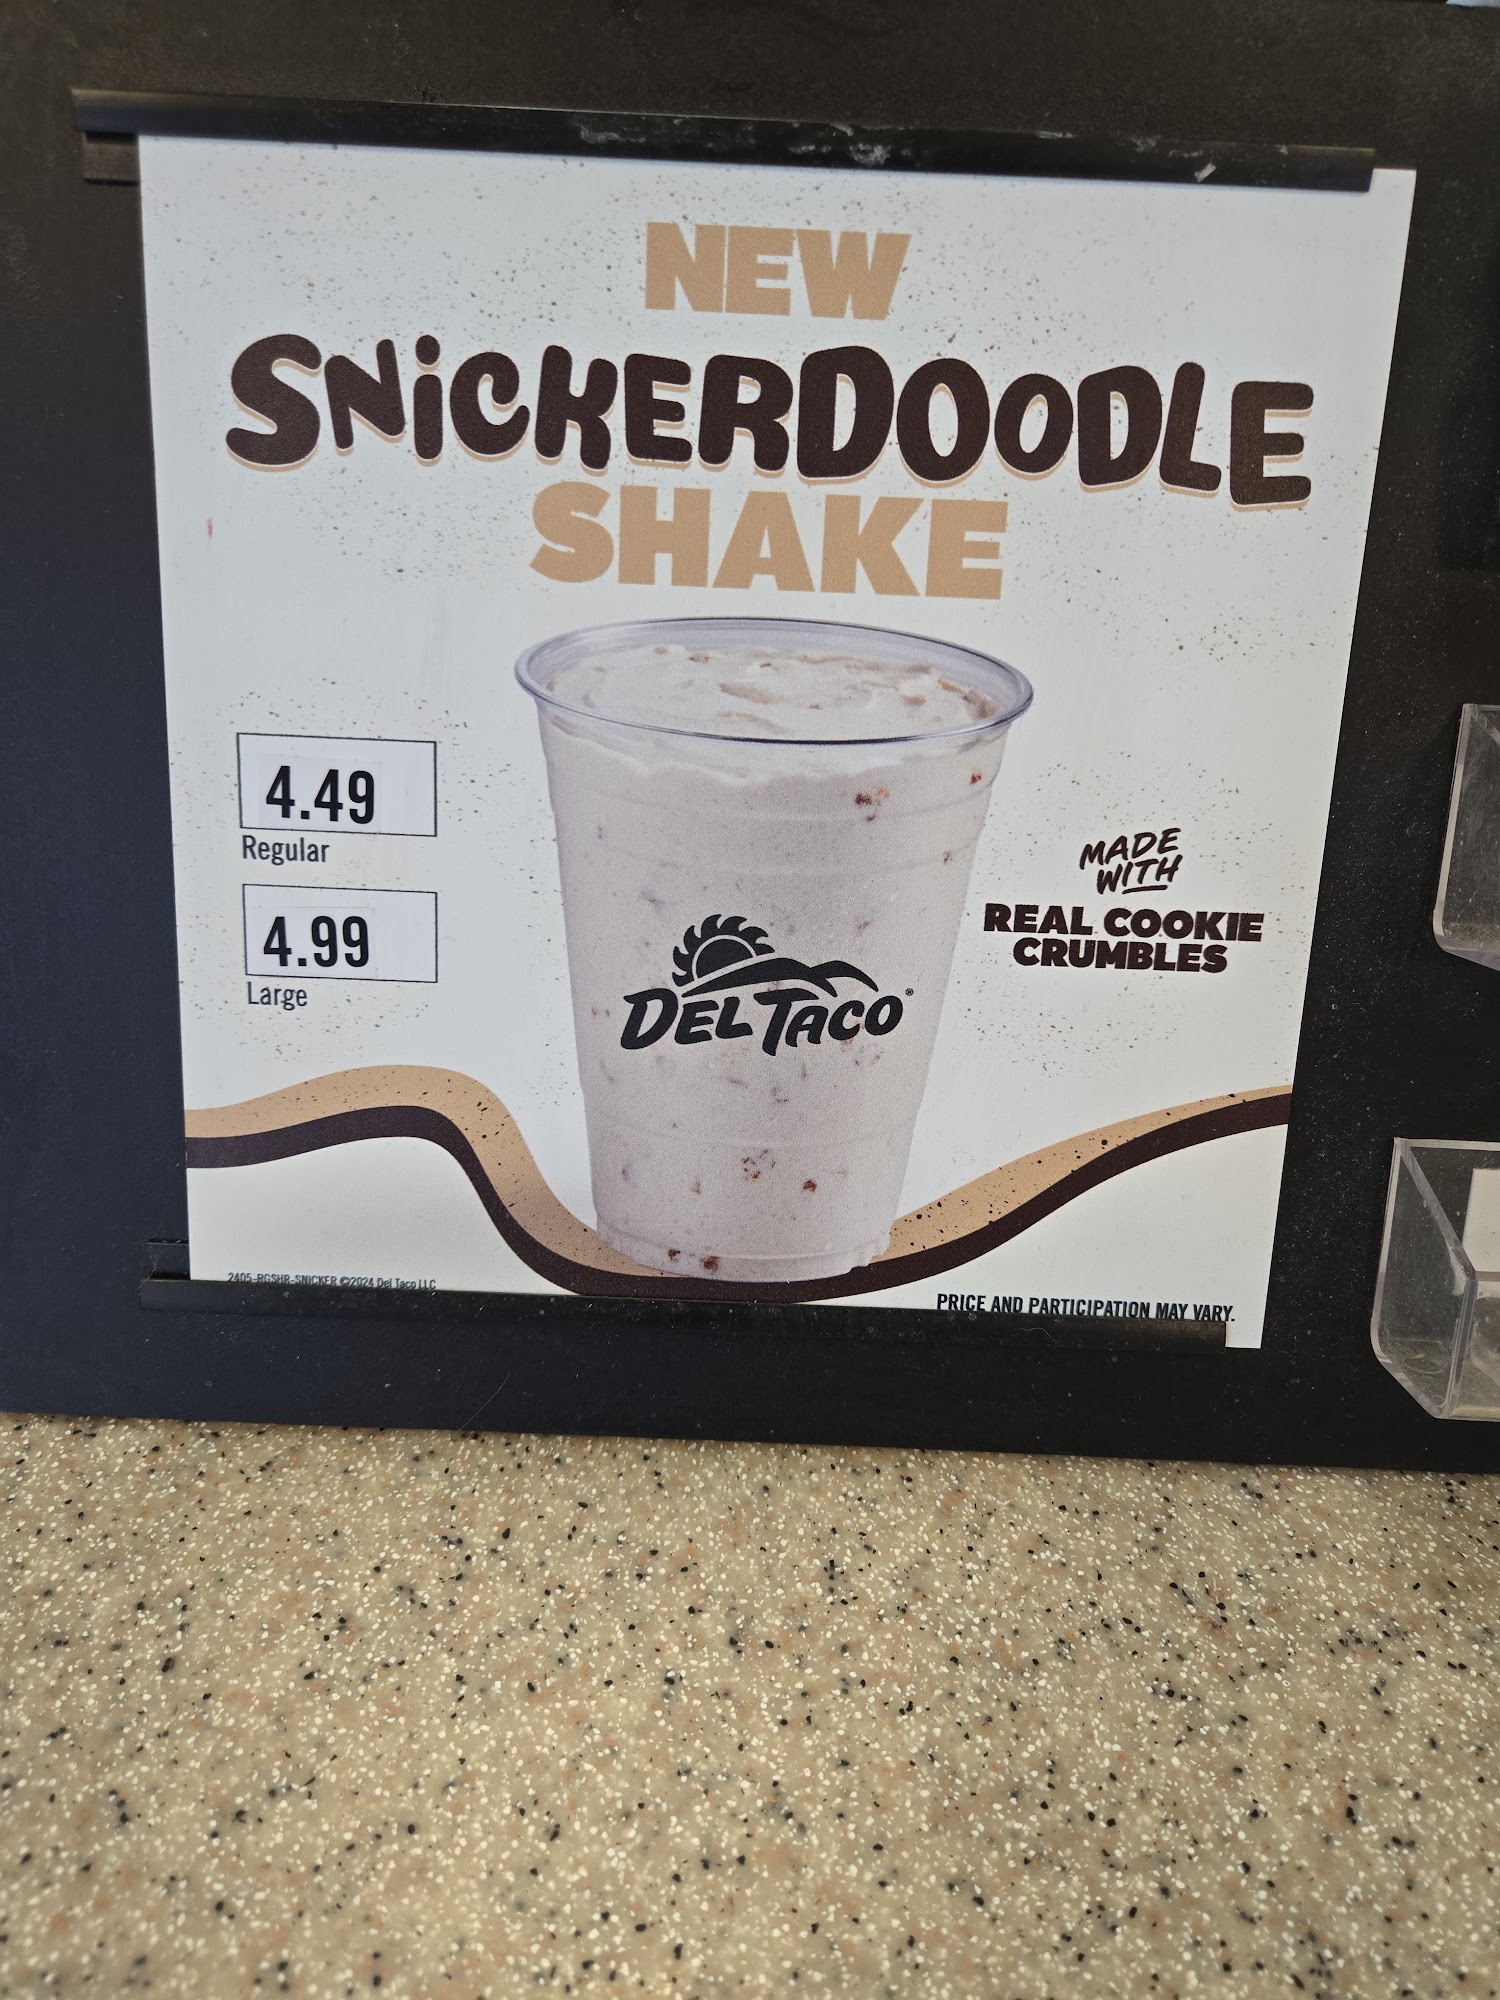 NEW
SNiCKERDOODLE
SHAKE
4.49
Regular
4.99
Large
MADE
WITH
REAL COOKIE
CRUMBLES
DEL TACO®
2405-RGSHR-SNICKER ©2024 Del Taco LLC
PRICE AND PARTICIPATION MAY VARY.